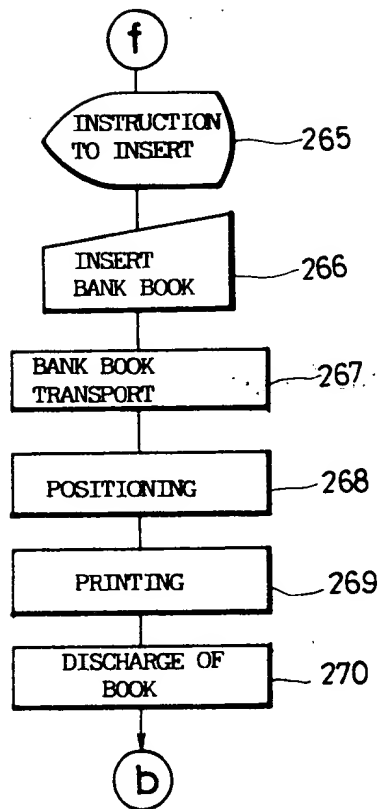 f
INSTRUCTION
TO INSERT
265
INSERT
BANK BOOK
266
BANK BOOK
TRANSPORT
267
POSITIONING
268
PRINTING
269
DISCHARGE OF
BOOK
270
b